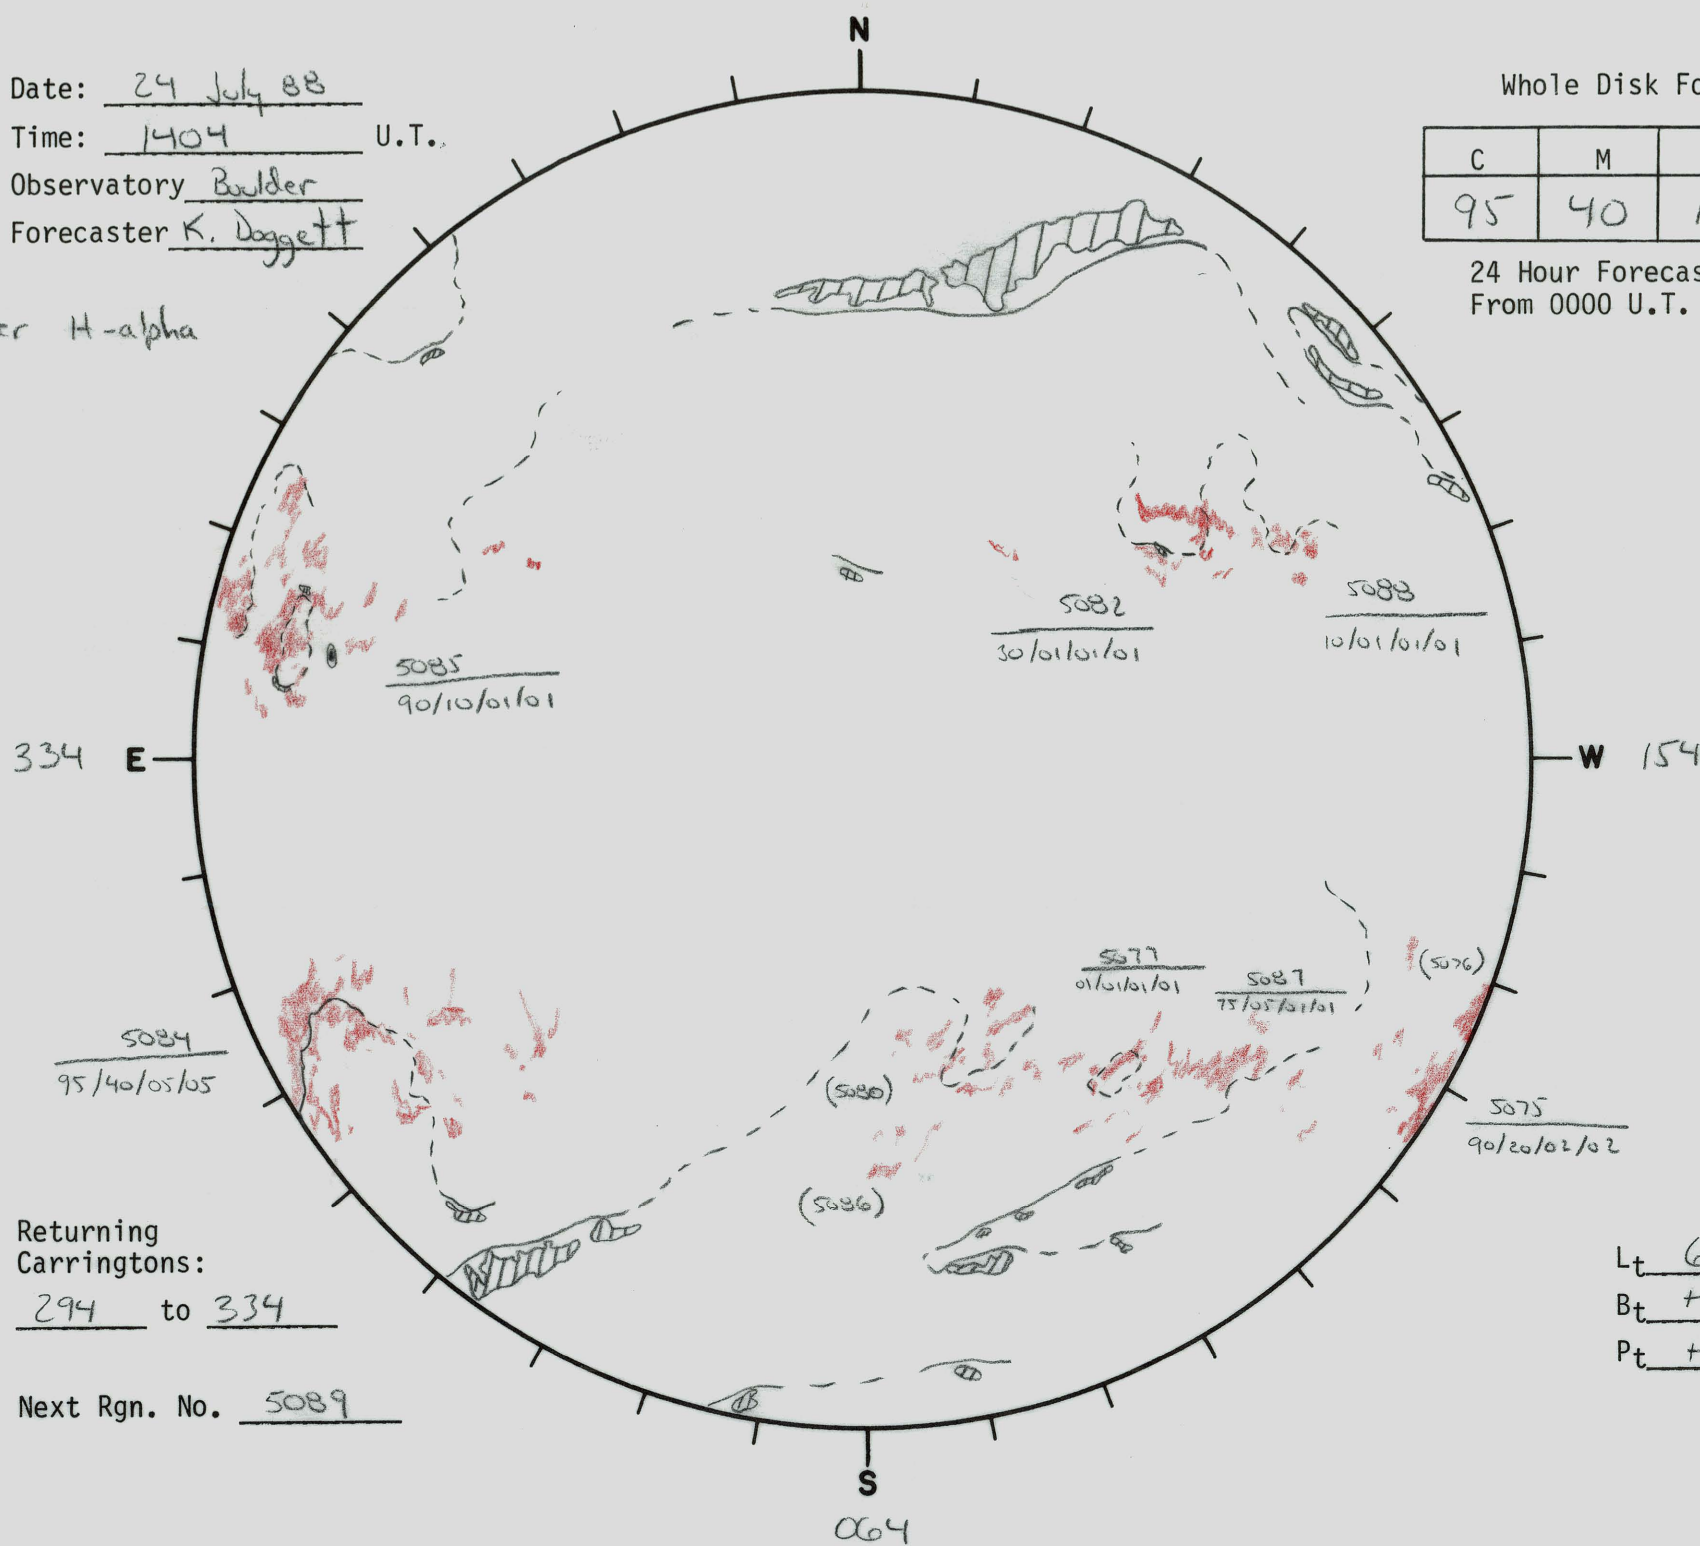 N
Date: 24 July 88
Time: 1404 U.T.
Observatory Boulder
Forecaster K. Doggett
H-alpha
Whole Disk
C M
95 40
24 Hour
From 0000 U.T.
5082
30/01/01/01
5088
10/01/01/01
5085
90/10/01/01
334 E
W 154
5077
01/01/01/01
5087
75/05/01/01
(5076)
5084
95/40/05/05
(5080)
5075
90/20/02/02
(5086)
Returning
Carringtons:
294 to 334
Next Rgn. No. 5089
Lt
Bt +
Pt +
S
064